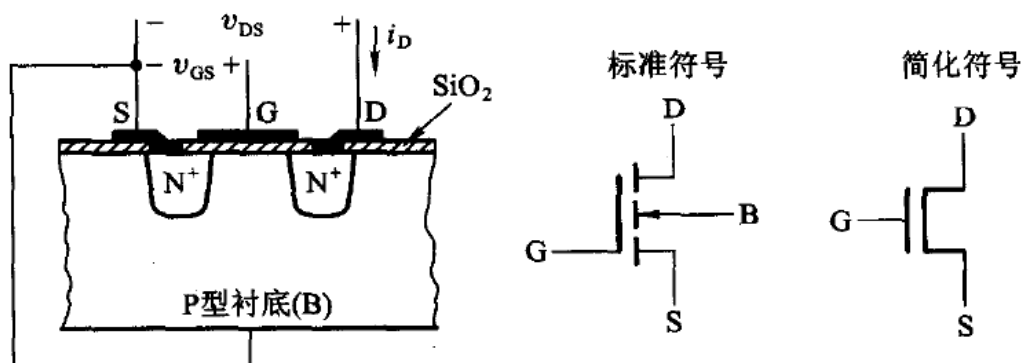 − v_DS + i_D
− v_GS +
SiO₂
S G D
N⁺ N⁺
P型衬底(B)
标准符号
D
B
G
S
简化符号
D
G
S